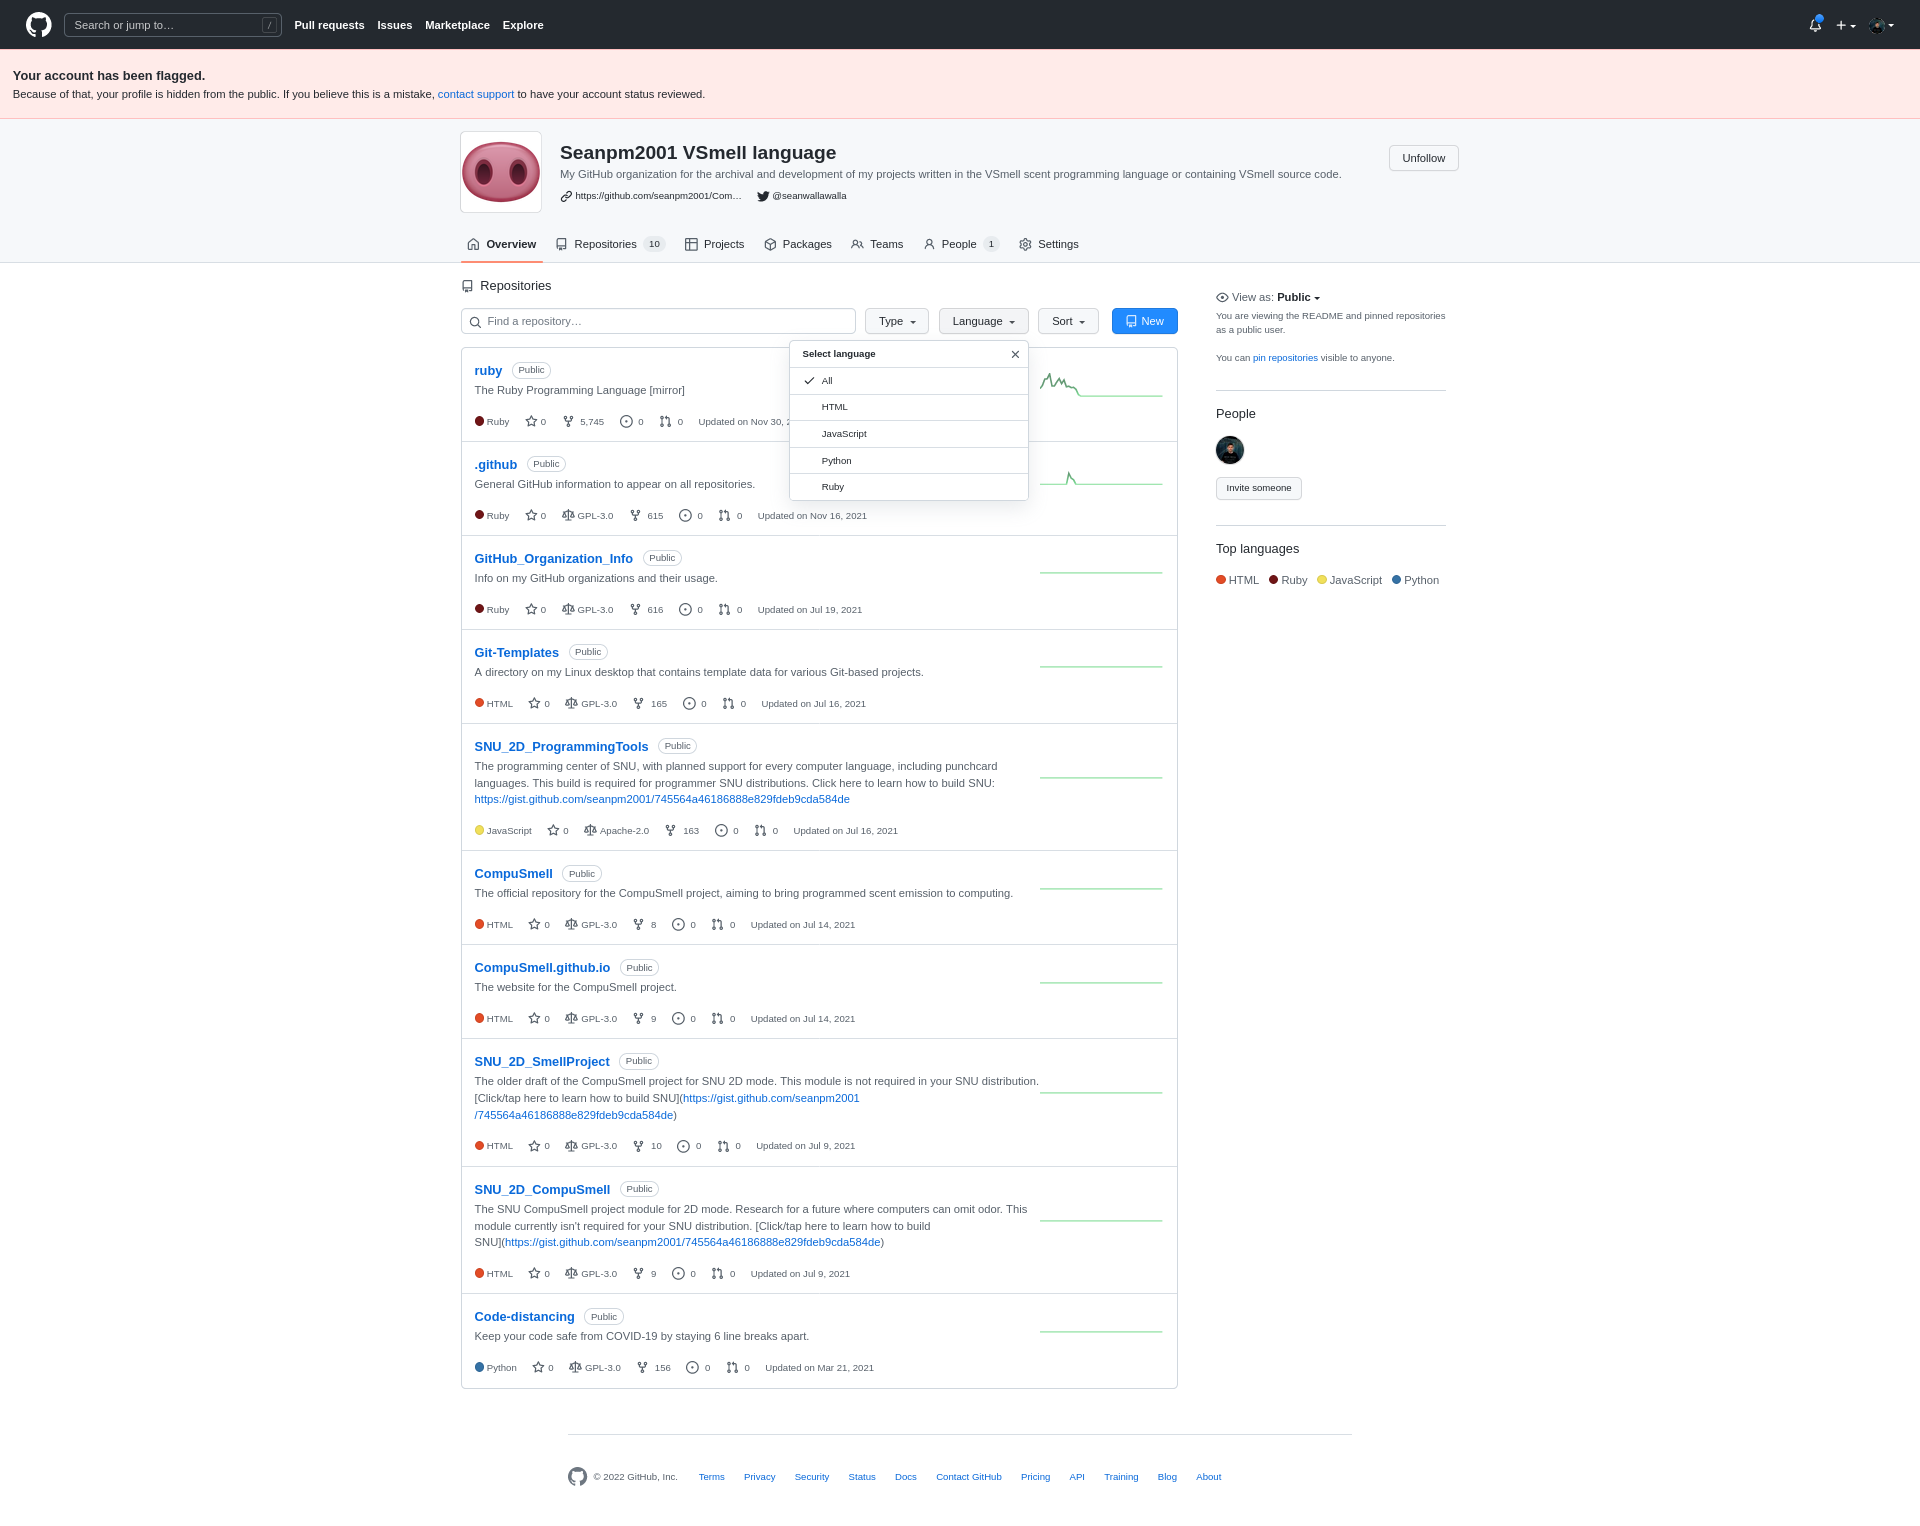 Search or jump to… /
Pull requests Issues Marketplace Explore
Your account has been flagged.
Because of that, your profile is hidden from the public. If you believe this is a mistake, contact support to have your account status reviewed.
Seanpm2001 VSmell language
My GitHub organization for the archival and development of my projects written in the VSmell scent programming language or containing VSmell source code.
https://github.com/seanpm2001/Com… @seanwallawalla
Unfollow
Overview Repositories 10 Projects Packages Teams People 1 Settings
Repositories
Find a repository… Type Language Sort New
Select language
All
HTML
JavaScript
Python
Ruby
ruby Public
The Ruby Programming Language [mirror]
Ruby 0 5,745 0 0 Updated on Nov 30,
.github Public
General GitHub information to appear on all repositories.
Ruby 0 GPL-3.0 615 0 0 Updated on Nov 16, 2021
GitHub_Organization_Info Public
Info on my GitHub organizations and their usage.
Ruby 0 GPL-3.0 616 0 0 Updated on Jul 19, 2021
Git-Templates Public
A directory on my Linux desktop that contains template data for various Git-based projects.
HTML 0 GPL-3.0 165 0 0 Updated on Jul 16, 2021
SNU_2D_ProgrammingTools Public
The programming center of SNU, with planned support for every computer language, including punchcard
languages. This build is required for programmer SNU distributions. Click here to learn how to build SNU:
https://gist.github.com/seanpm2001/745564a46186888e829fdeb9cda584de
JavaScript 0 Apache-2.0 163 0 0 Updated on Jul 16, 2021
CompuSmell Public
The official repository for the CompuSmell project, aiming to bring programmed scent emission to computing.
HTML 0 GPL-3.0 8 0 0 Updated on Jul 14, 2021
CompuSmell.github.io Public
The website for the CompuSmell project.
HTML 0 GPL-3.0 9 0 0 Updated on Jul 14, 2021
SNU_2D_SmellProject Public
The older draft of the CompuSmell project for SNU 2D mode. This module is not required in your SNU distribution.
[Click/tap here to learn how to build SNU](https://gist.github.com/seanpm2001
/745564a46186888e829fdeb9cda584de)
HTML 0 GPL-3.0 10 0 0 Updated on Jul 9, 2021
SNU_2D_CompuSmell Public
The SNU CompuSmell project module for 2D mode. Research for a future where computers can omit odor. This
module currently isn't required for your SNU distribution. [Click/tap here to learn how to build
SNU](https://gist.github.com/seanpm2001/745564a46186888e829fdeb9cda584de)
HTML 0 GPL-3.0 9 0 0 Updated on Jul 9, 2021
Code-distancing Public
Keep your code safe from COVID-19 by staying 6 line breaks apart.
Python 0 GPL-3.0 156 0 0 Updated on Mar 21, 2021
View as: Public
You are viewing the README and pinned repositories
as a public user.
You can pin repositories visible to anyone.
People
Invite someone
Top languages
HTML Ruby JavaScript Python
© 2022 GitHub, Inc. Terms Privacy Security Status Docs Contact GitHub Pricing API Training Blog About